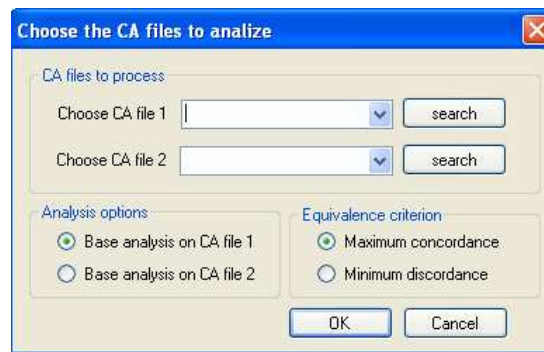 Choose the CA files to analize
CA files to process
Choose CA file 1 search
Choose CA file 2 search
Analysis options
Base analysis on CA file 1
Base analysis on CA file 2
Equivalence criterion
Maximum concordance
Minimum discordance
OK Cancel